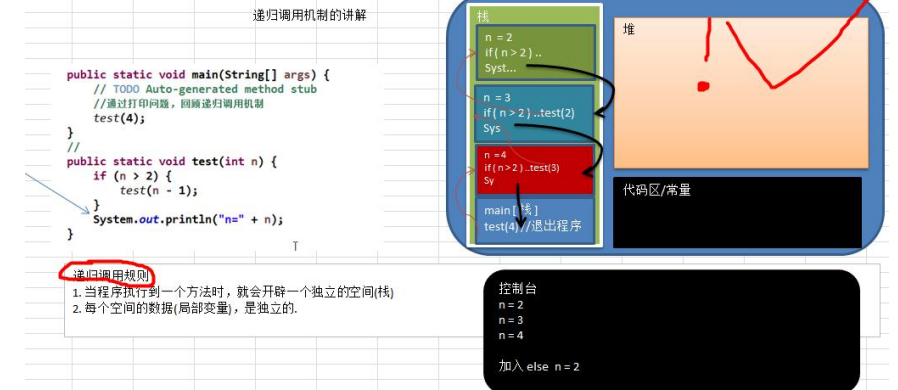 递归调用机制的讲解
public static void main(String[] args) {
// TODO Auto-generated method stub
//通过打印问题，回顾递归调用机制
test(4);
}
//
public static void test(int n) {
if (n > 2) {
test(n - 1);
}
System.out.println("n=" + n);
}
递归调用规则
1. 当程序执行到一个方法时，就会开辟一个独立的空间(栈)
2. 每个空间的数据(局部变量)，是独立的.
栈
n = 2
if( n > 2 ) ..
Syst...
n = 3
if( n > 2 ) ..test(2)
Sys
n =4
if( n > 2 ) ..test(3)
Sy
main [ 栈 ]
test(4) //退出程序
堆
代码区/常量
控制台
n = 2
n = 3
n = 4
加入 else n = 2